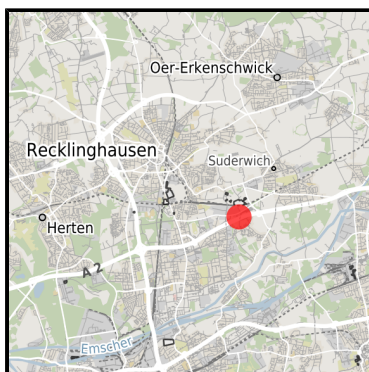 Oer-Erkenschwick
Recklinghausen
Suderwich
Herten
A 2
Emscher